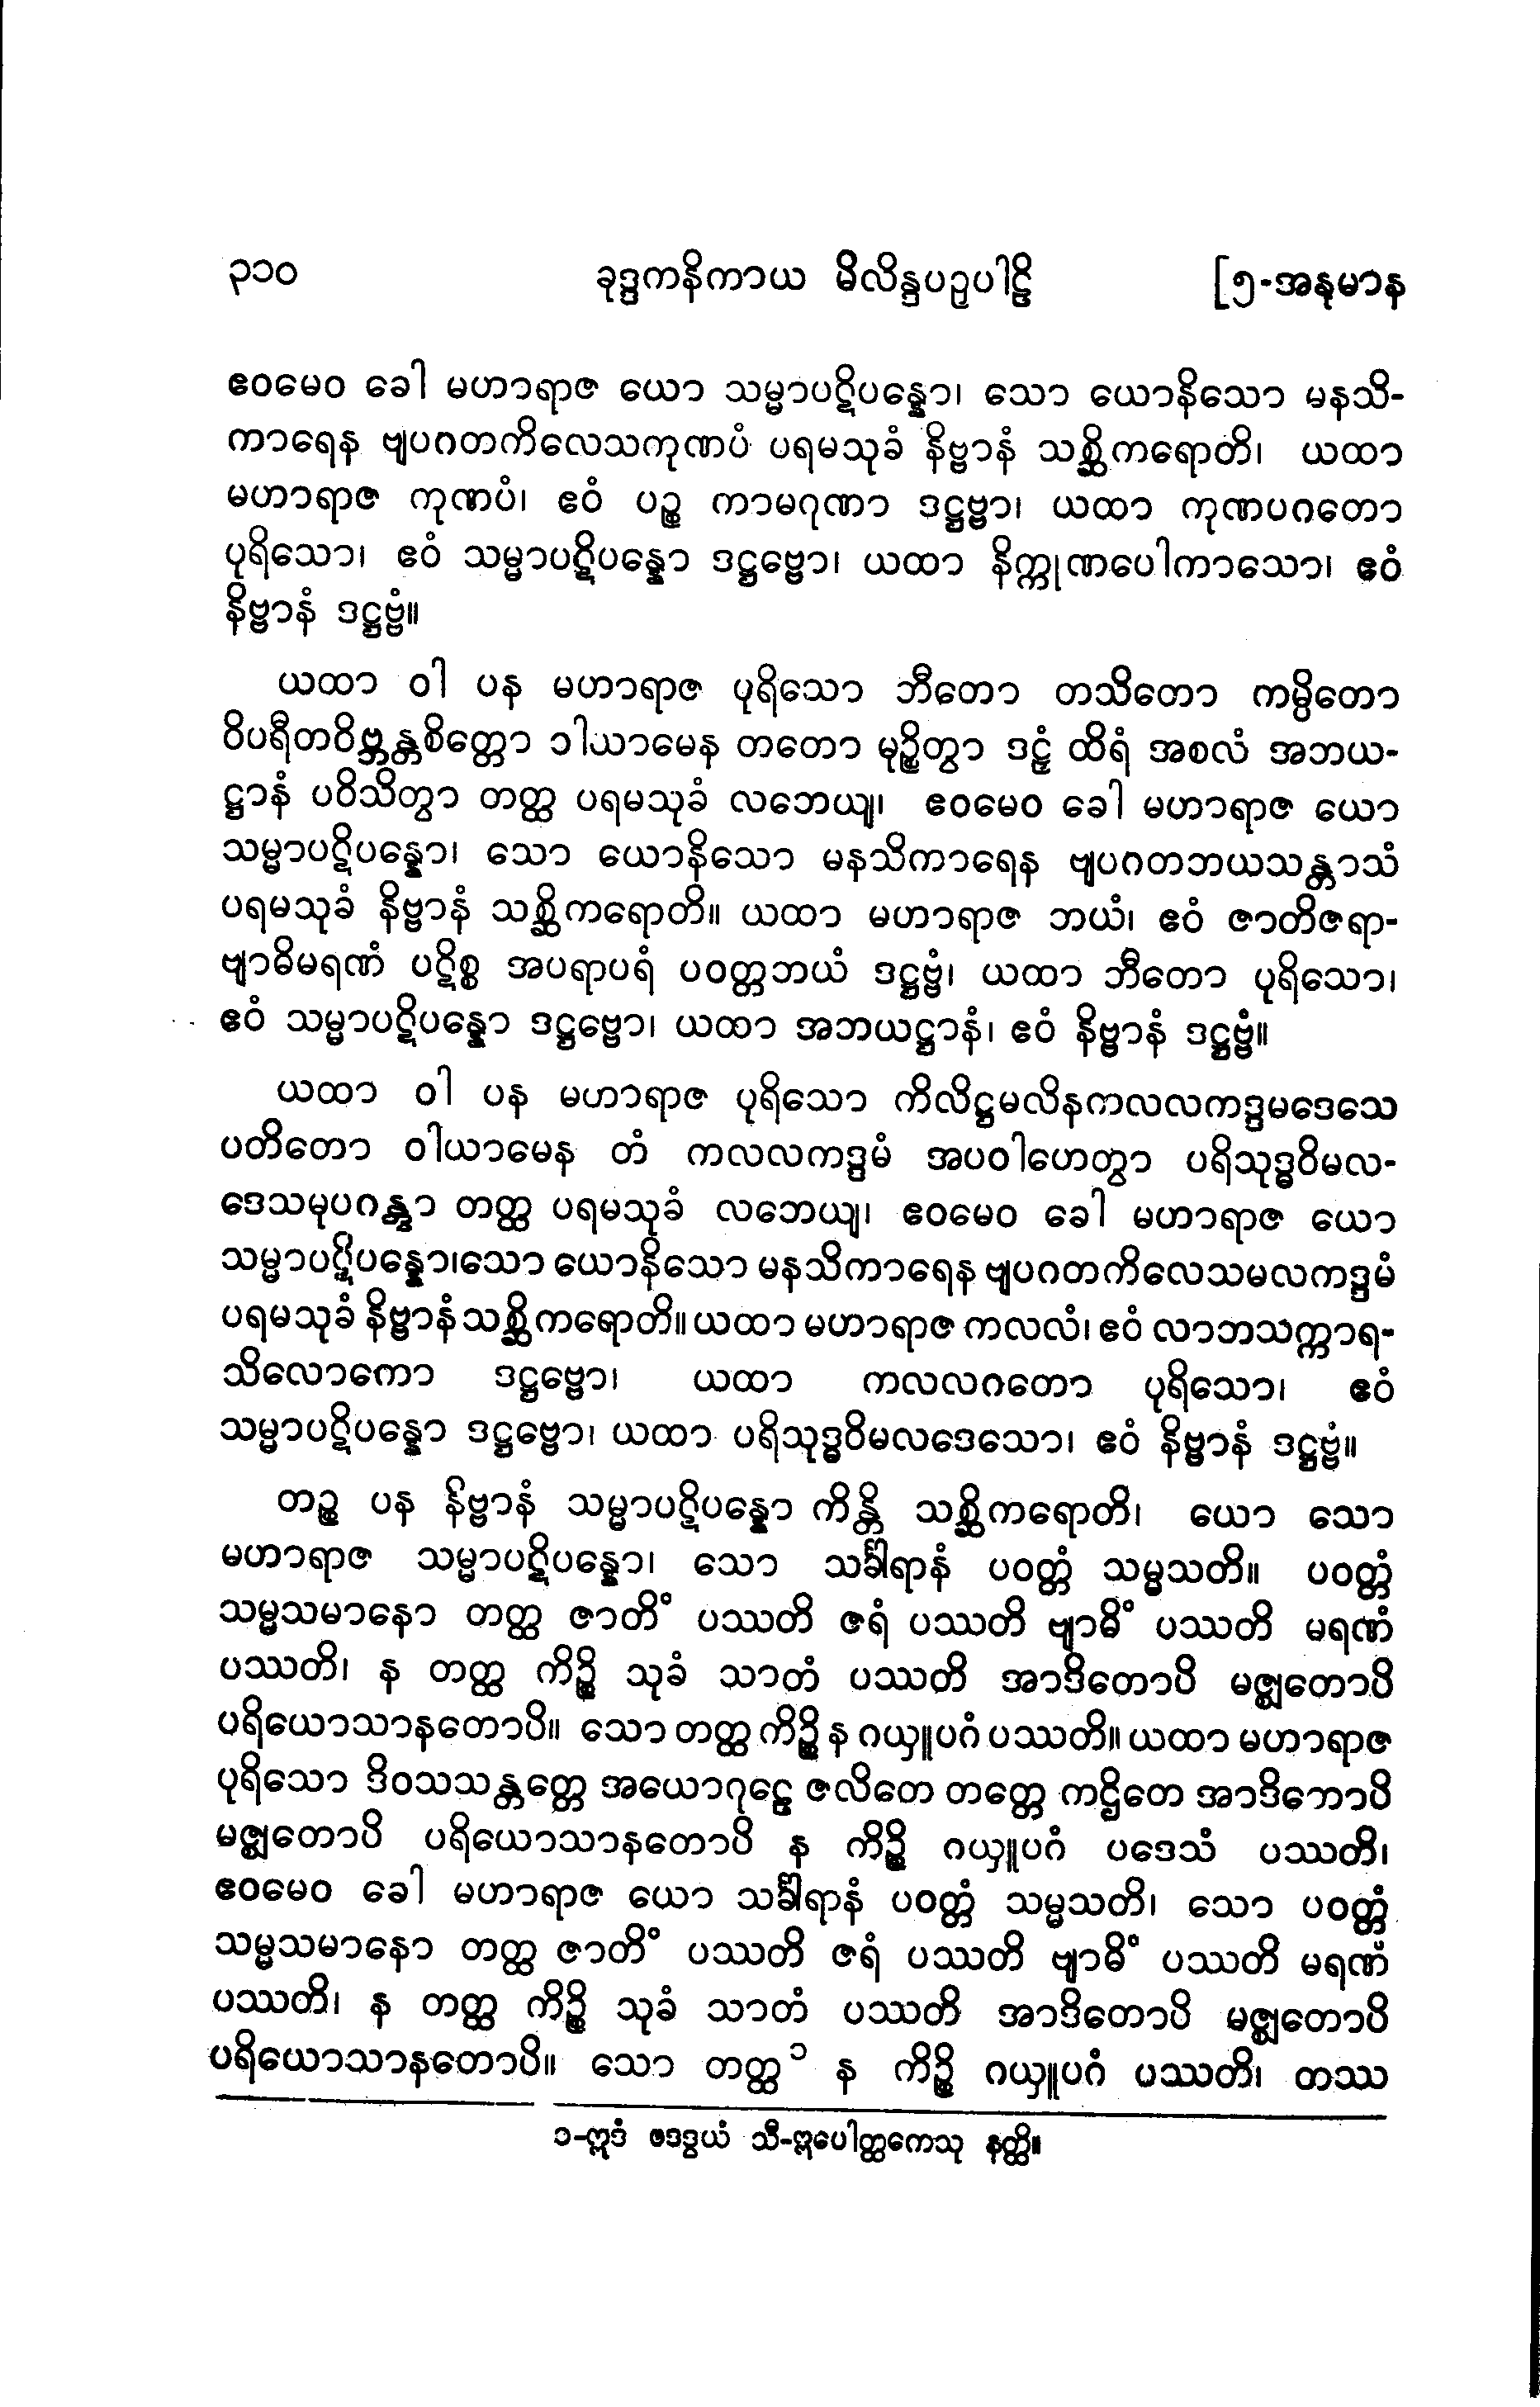 ၃၁၀ ခုဒ္ဒကနိကာယ မိလိန္ဒပဉှပါဠိ [၅-အနုမာန
ဧဝမေဝ ခေါ မဟာရာဇ ယော သမ္မာပဋိပန္နော၊ သော ယောနိသော မနသိ-
ကာရေန ဗျပဂတကိလေသကုဏပံ ပရမသုခံ နိဗ္ဗာနံ သစ္ဆိကရောတိ၊ ယထာ
မဟာရာဇ ကုဏပံ၊ ဧဝံ ပဉ္စ ကာမဂုဏာ ဒဋ္ဌဗ္ဗာ၊ ယထာ ကုဏပဂတော
ပုရိသော၊ ဧဝံ သမ္မာပဋိပန္နော ဒဋ္ဌဗ္ဗော၊ ယထာ နိက္ကုဏပေါကာသော၊ ဧဝံ
နိဗ္ဗာနံ ဒဋ္ဌဗ္ဗံ။
ယထာ ဝါ ပန မဟာရာဇ ပုရိသော ဘီတော တသိတော ကမ္ပိတော
ဝိပရီတဝိဗ္ဘန္တစိတ္တော ဝါယာမေန တတော မုဉ္စိတွာ ဒဠှံ ထိရံ အစလံ အဘယ-
ဋ္ဌာနံ ပဝိသိတွာ တတ္ထ ပရမသုခံ လဘေယျ၊ ဧဝမေဝ ခေါ မဟာရာဇ ယော
သမ္မာပဋိပန္နော၊ သော ယောနိသော မနသိကာရေန ဗျပဂတဘယသန္တာသံ
ပရမသုခံ နိဗ္ဗာနံ သစ္ဆိကရောတိ။ ယထာ မဟာရာဇ ဘယံ၊ ဧဝံ ဇာတိဇရာ-
ဗျာဓိမရဏံ ပဋိစ္စ အပရာပရံ ပဝတ္တဘယံ ဒဋ္ဌဗ္ဗံ၊ ယထာ ဘီတော ပုရိသော၊
ဧဝံ သမ္မာပဋိပန္နော ဒဋ္ဌဗ္ဗော၊ ယထာ အဘယဋ္ဌာနံ၊ ဧဝံ နိဗ္ဗာနံ ဒဋ္ဌဗ္ဗံ။
ယထာ ဝါ ပန မဟာရာဇ ပုရိသော ကိလိဋ္ဌမလိနကလလကဒ္ဒမဒေသေ
ပတိတော ဝါယာမေန တံ ကလလကဒ္ဒမံ အပဝါဟေတွာ ပရိသုဒ္ဓဝိမလ-
ဒေသမုပဂန္တွာ တတ္ထ ပရမသုခံ လဘေယျ၊ ဧဝမေဝ ခေါ မဟာရာဇ ယော
သမ္မာပဋိပန္နော၊သော ယောနိသော မနသိကာရေန ဗျပဂတကိလေသမလကဒ္ဒမံ
ပရမသုခံ နိဗ္ဗာနံ သစ္ဆိကရောတိ။ ယထာ မဟာရာဇ ကလလံ၊ ဧဝံ လာဘသက္ကာရ-
သိလောကော ဒဋ္ဌဗ္ဗော၊ ယထာ ကလလဂတော ပုရိသော၊ ဧဝံ
သမ္မာပဋိပန္နော ဒဋ္ဌဗ္ဗော၊ ယထာ ပရိသုဒ္ဓဝိမလဒေသော၊ ဧဝံ နိဗ္ဗာနံ ဒဋ္ဌဗ္ဗံ။
တဉ္စ ပန နိဗ္ဗာနံ သမ္မာပဋိပန္နော ကိန္တိ သစ္ဆိကရောတိ၊ ယော သော
မဟာရာဇ သမ္မာပဋိပန္နော၊ သော သင်္ခါရာနံ ပဝတ္တံ သမ္မသတိ။ ပဝတ္တံ
သမ္မသမာနော တတ္ထ ဇာတိံ ပဿတိ ဇရံ ပဿတိ ဗျာဓိံ ပဿတိ မရဏံ
ပဿတိ၊ န တတ္ထ ကိဉ္စိ သုခံ သာတံ ပဿတိ အာဒိတောပိ မဇ္ဈတောပိ
ပရိယောသာနတောပိ။ သော တတ္ထ ကိဉ္စိ န ဂယှူပဂံ ပဿတိ။ ယထာ မဟာရာဇ
ပုရိသော ဒိဝသသန္တတ္တေ အယောဂုဠေ ဇလိတေ တတ္တေ ကဌိတေ အာဒိတောပိ
မဇ္ဈတောပိ ပရိယောသာနတောပိ န ကိဉ္စိ ဂယှူပဂံ ပဒေသံ ပဿတိ၊
ဧဝမေဝ ခေါ မဟာရာဇ ယော သင်္ခါရာနံ ပဝတ္တံ သမ္မသတိ၊ သော ပဝတ္တံ
သမ္မသမာနော တတ္ထ ဇာတိံ ပဿတိ ဇရံ ပဿတိ ဗျာဓိံ ပဿတိ မရဏံ
ပဿတိ၊ န တတ္ထ ကိဉ္စိ သုခံ သာတံ ပဿတိ အာဒိတောပိ မဇ္ဈတောပိ
ပရိယောသာနတောပိ။ သော တတ္ထ ၁ န ကိဉ္စိ ဂယှူပဂံ ပဿတိ၊ တဿ
၁-ဣဒံ ဇဒဒွယံ သီ-ဣပေါတ္ထကေသု နတ္ထိ။